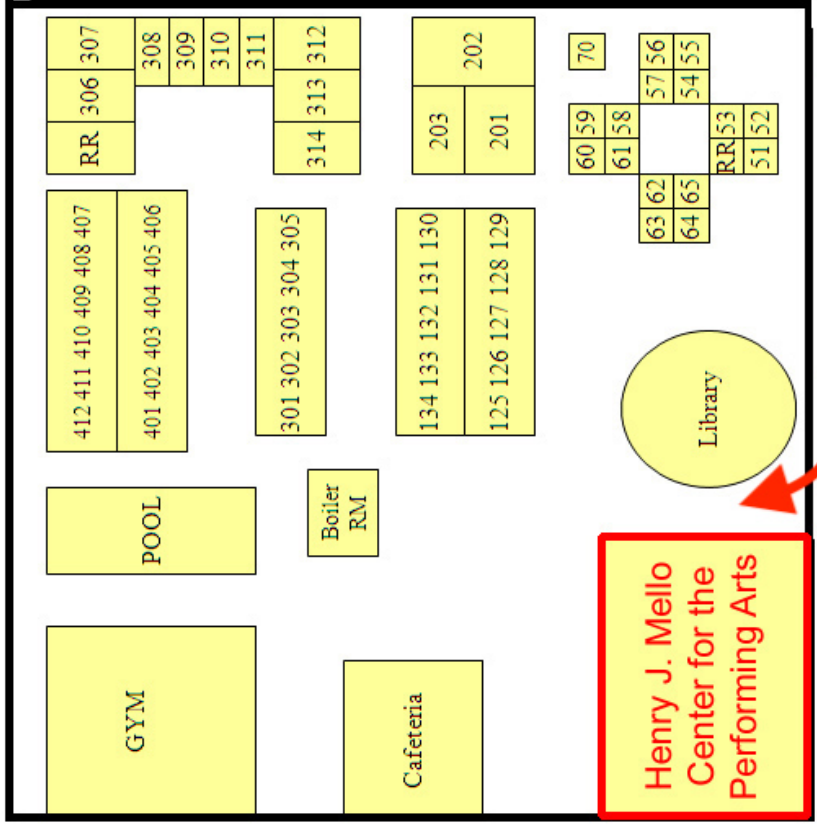 GYM
POOL
412 411 410 409 408 407
401 402 403 404 405 406
RR 306 307
308
309
310
311
314 313 312
301 302 303 304 305
Boiler
RM
Cafeteria
134 133 132 131 130
125 126 127 128 129
203
201
202
70
60 59
61 58
57 56
54 55
63 62
64 65
RR 53
51 52
Library
Henry J. Mello
Center for the
Performing Arts